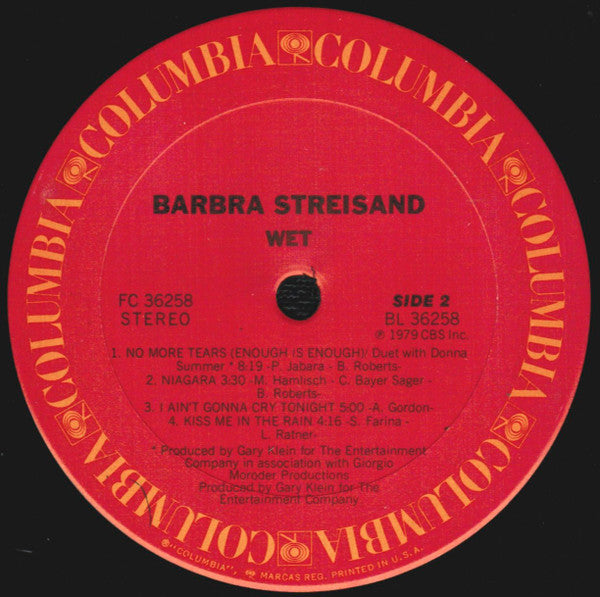 COLUMBIA COLUMBIA COLUMBIA COLUMBIA COLUMBIA COLUMBIA
BARBRA STREISAND
WET
FC 36258
STEREO
SIDE 2
BL 36258
℗ 1979 CBS Inc.
1. NO MORE TEARS (ENOUGH IS ENOUGH)/ Duet with Donna
Summer * 8:19 -P. Jabara - B. Roberts-
2. NIAGARA 3:30 -M. Hamlisch - C. Bayer Sager -
B. Roberts-
3. I AIN'T GONNA CRY TONIGHT 5:00 -A. Gordon-
4. KISS ME IN THE RAIN 4:16 -S. Farina -
L. Ratner-
* Produced by Gary Klein for The Entertainment
Company in association with Giorgio
Moroder Productions
Produced by Gary Klein for The
Entertainment Company
®"COLUMBIA", ® MARCAS REG. PRINTED IN U.S.A.